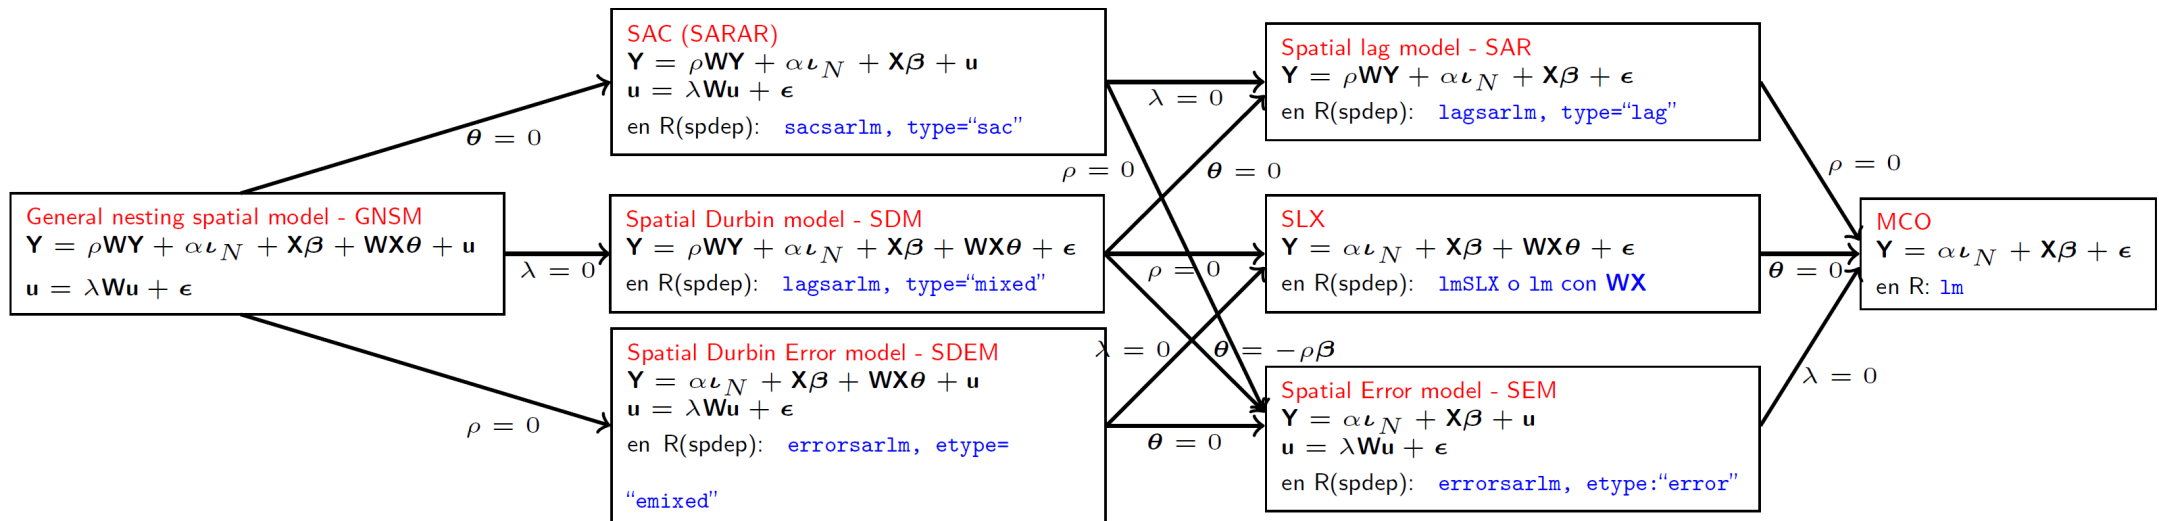 General nesting spatial model - GNSM
Y = ρWY + αι_N + Xβ + WXθ + u
u = λWu + ϵ
θ = 0
λ = 0
ρ = 0
SAC (SARAR)
Y = ρWY + αι_N + Xβ + u
u = λWu + ϵ
en R(spdep): sacsarlm, type=“sac”
Spatial Durbin model - SDM
Y = ρWY + αι_N + Xβ + WXθ + ϵ
en R(spdep): lagsarlm, type=“mixed”
Spatial Durbin Error model - SDEM
Y = αι_N + Xβ + WXθ + u
u = λWu + ϵ
en R(spdep): errorsarlm, etype=
“emixed”
λ = 0
ρ = 0
θ = 0
ρ = 0
λ = 0
θ = −ρβ
θ = 0
Spatial lag model - SAR
Y = ρWY + αι_N + Xβ + ϵ
en R(spdep): lagsarlm, type=“lag”
SLX
Y = αι_N + Xβ + WXθ + ϵ
en R(spdep): lmSLX o lm con WX
Spatial Error model - SEM
Y = αι_N + Xβ + u
u = λWu + ϵ
en R(spdep): errorsarlm, etype:“error”
ρ = 0
θ = 0
λ = 0
MCO
Y = αι_N + Xβ + ϵ
en R: lm